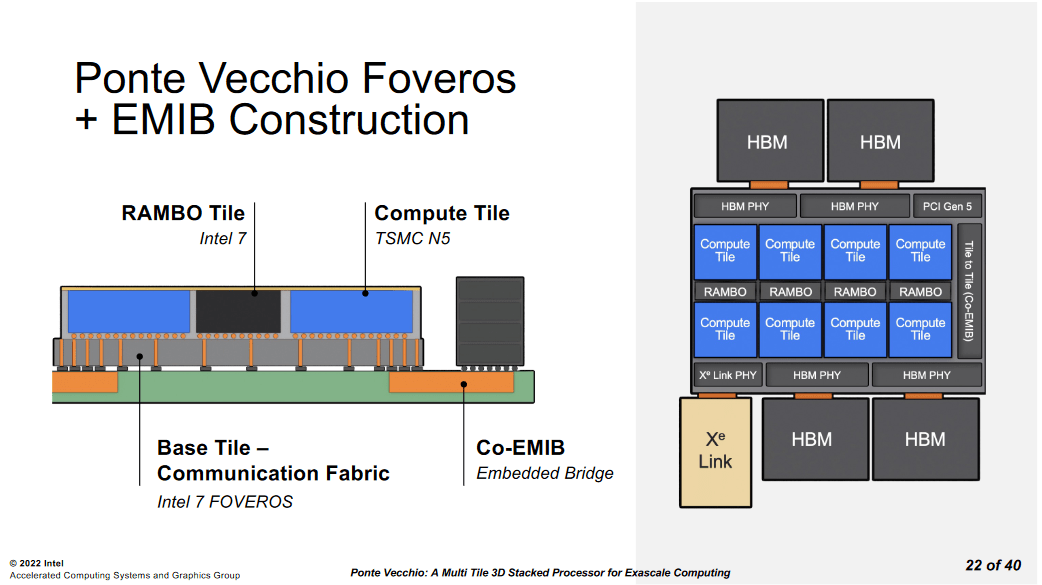 Ponte Vecchio Foveros
+ EMIB Construction
RAMBO Tile
Intel 7
Compute Tile
TSMC N5
Base Tile –
Communication Fabric
Intel 7 FOVEROS
Co-EMIB
Embedded Bridge
HBM
HBM
HBM PHY
HBM PHY
PCI Gen 5
Compute
Tile
Compute
Tile
Compute
Tile
Compute
Tile
Tile to Tile (Co-EMIB)
RAMBO
RAMBO
RAMBO
RAMBO
Compute
Tile
Compute
Tile
Compute
Tile
Compute
Tile
Xᵉ Link PHY
HBM PHY
HBM PHY
Xᵉ
Link
HBM
HBM
© 2022 Intel
Accelerated Computing Systems and Graphics Group
Ponte Vecchio: A Multi Tile 3D Stacked Processor for Exascale Computing
22 of 40